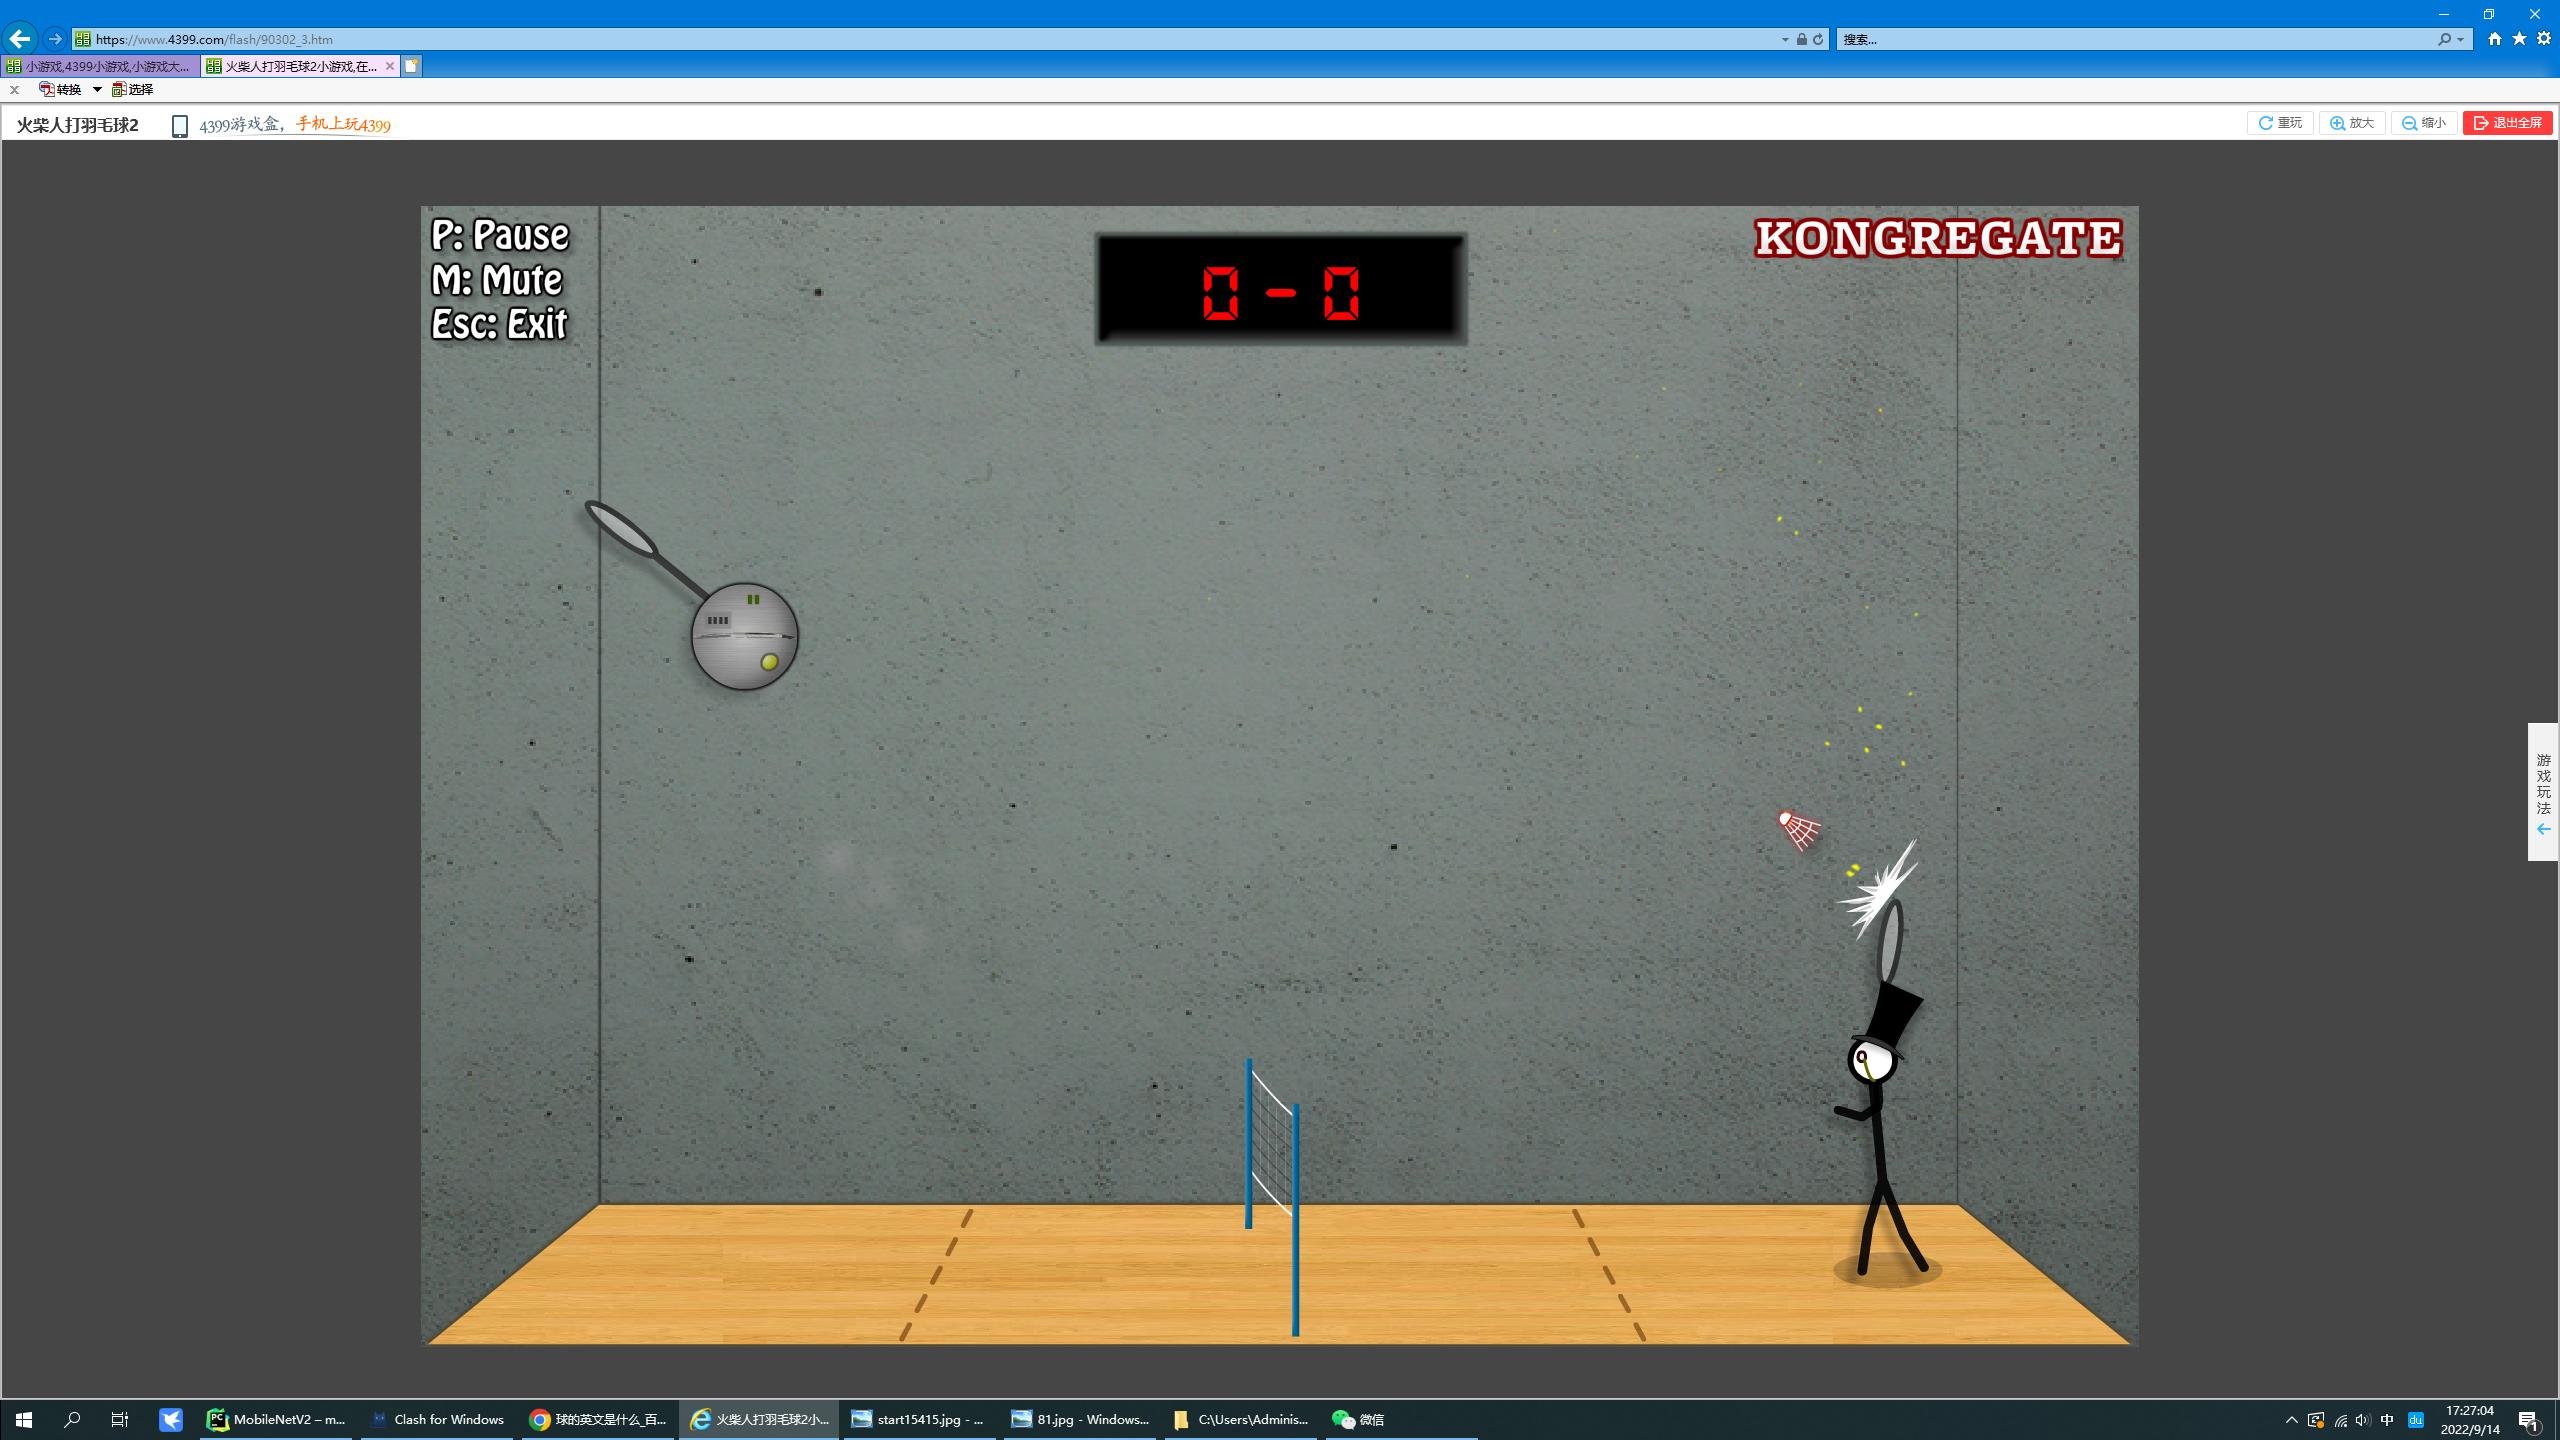 https://www.4399.com/flash/90302_3.htm
搜索...
小游戏,4399小游戏,小游戏大...
火柴人打羽毛球2小游戏,在...
转换
选择
火柴人打羽毛球2
4399游戏盒，手机上玩4399
重玩
放大
缩小
退出全屏
P: Pause
M: Mute
Esc: Exit
0-0
KONGREGATE
游戏玩法
MobileNetV2 – m...
Clash for Windows
球的英文是什么_百...
火柴人打羽毛球2小...
start15415.jpg - ...
81.jpg - Windows...
C:\Users\Adminis...
微信
中
du
17:27:04
2022/9/14
1